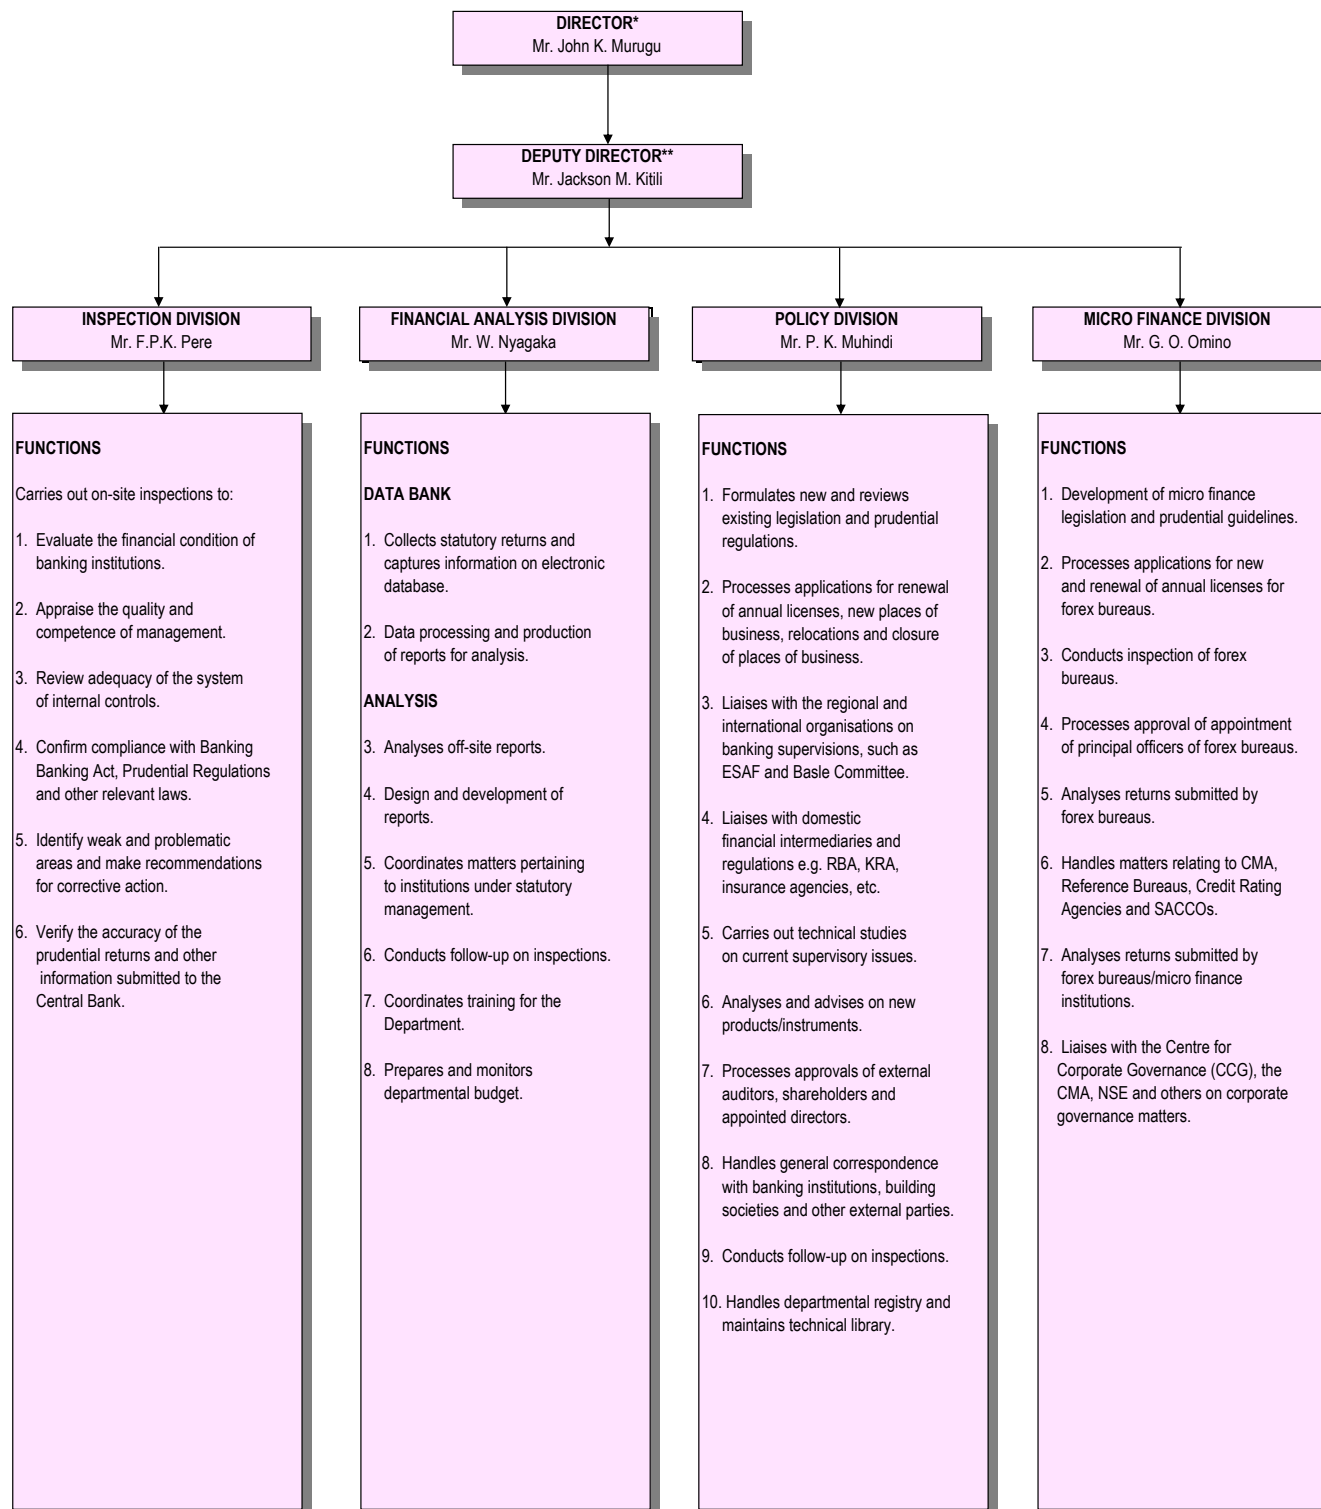 DIRECTOR*
Mr. John K. Murugu
DEPUTY DIRECTOR**
Mr. Jackson M. Kitili
INSPECTION DIVISION
Mr. F.P.K. Pere
FINANCIAL ANALYSIS DIVISION
Mr. W. Nyagaka
POLICY DIVISION
Mr. P. K. Muhindi
MICRO FINANCE DIVISION
Mr. G. O. Omino
FUNCTIONS
Carries out on-site inspections to:
1. Evaluate the financial condition of
banking institutions.
2. Appraise the quality and
competence of management.
3. Review adequacy of the system
of internal controls.
4. Confirm compliance with Banking
Banking Act, Prudential Regulations
and other relevant laws.
5. Identify weak and problematic
areas and make recommendations
for corrective action.
6. Verify the accuracy of the
prudential returns and other
information submitted to the
Central Bank.
FUNCTIONS
DATA BANK
1. Collects statutory returns and
captures information on electronic
database.
2. Data processing and production
of reports for analysis.
ANALYSIS
3. Analyses off-site reports.
4. Design and development of
reports.
5. Coordinates matters pertaining
to institutions under statutory
management.
6. Conducts follow-up on inspections.
7. Coordinates training for the
Department.
8. Prepares and monitors
departmental budget.
FUNCTIONS
1. Formulates new and reviews
existing legislation and prudential
regulations.
2. Processes applications for renewal
of annual licenses, new places of
business, relocations and closure
of places of business.
3. Liaises with the regional and
international organisations on
banking supervisions, such as
ESAF and Basle Committee.
4. Liaises with domestic
financial intermediaries and
regulations e.g. RBA, KRA,
insurance agencies, etc.
5. Carries out technical studies
on current supervisory issues.
6. Analyses and advises on new
products/instruments.
7. Processes approvals of external
auditors, shareholders and
appointed directors.
8. Handles general correspondence
with banking institutions, building
societies and other external parties.
9. Conducts follow-up on inspections.
10. Handles departmental registry and
maintains technical library.
FUNCTIONS
1. Development of micro finance
legislation and prudential guidelines.
2. Processes applications for new
and renewal of annual licenses for
forex bureaus.
3. Conducts inspection of forex
bureaus.
4. Processes approval of appointment
of principal officers of forex bureaus.
5. Analyses returns submitted by
forex bureaus.
6. Handles matters relating to CMA,
Reference Bureaus, Credit Rating
Agencies and SACCOs.
7. Analyses returns submitted by
forex bureaus/micro finance
institutions.
8. Liaises with the Centre for
Corporate Governance (CCG), the
CMA, NSE and others on corporate
governance matters.